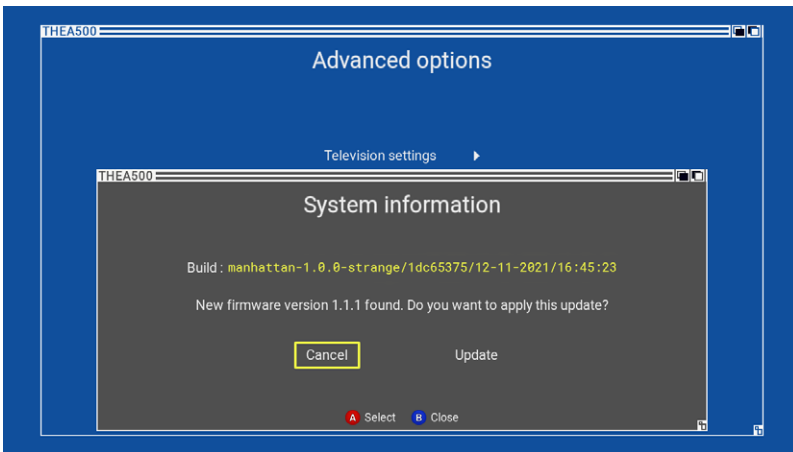 THEA500
Advanced options
Television settings
THEA500
System information
Build : manhattan-1.0.0-strange/1dc65375/12-11-2021/16:45:23
New firmware version 1.1.1 found. Do you want to apply this update?
Cancel Update
A Select B Close